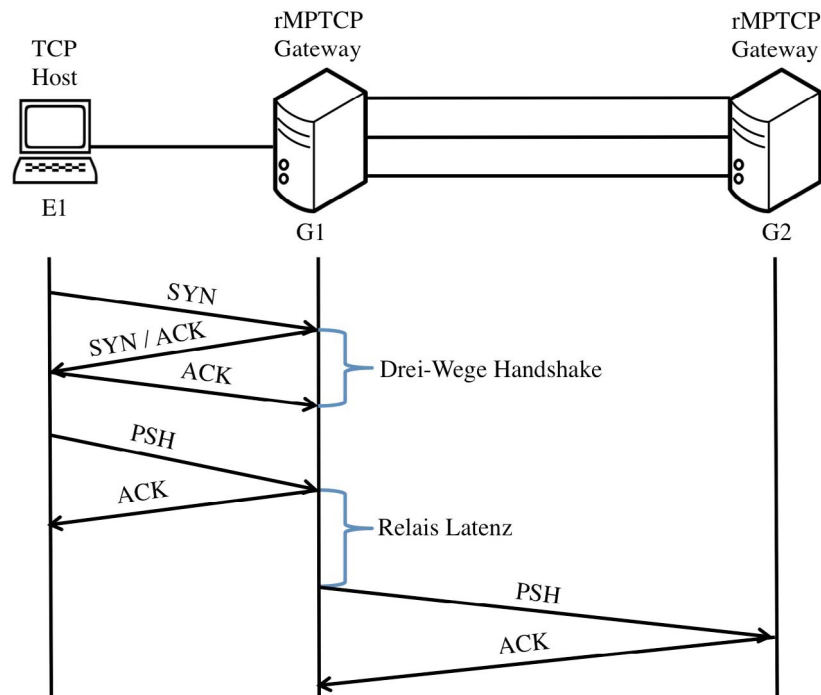 rMPTCP
Gateway
rMPTCP
Gateway
TCP
Host
E1
G1
G2
SYN
SYN / ACK
ACK
Drei-Wege Handshake
PSH
ACK
Relais Latenz
PSH
ACK